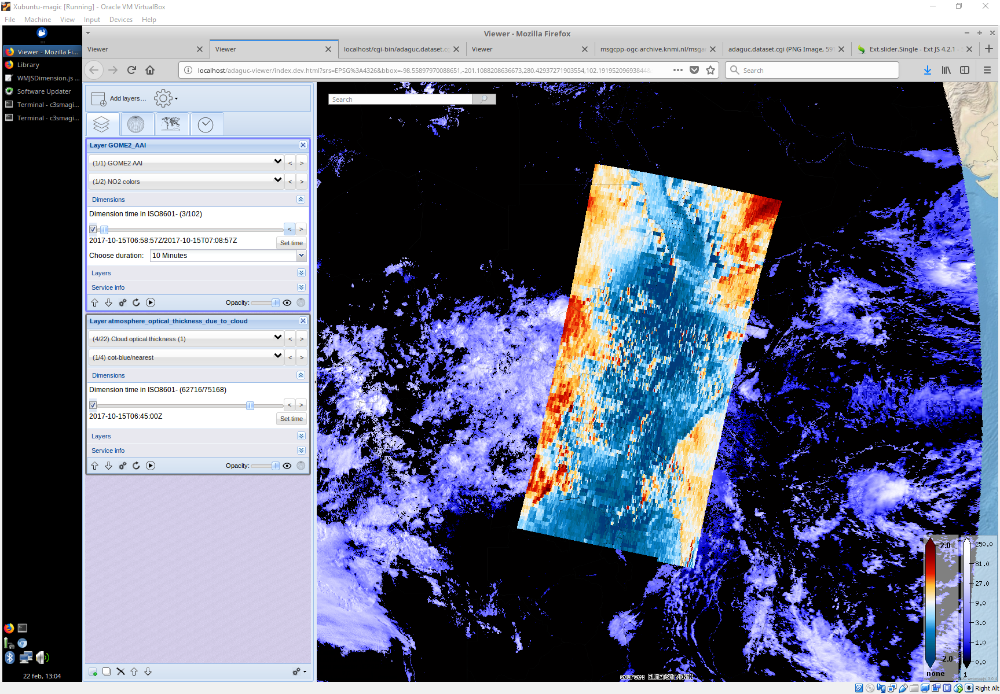 Xubuntu-magic [Running] - Oracle VM VirtualBox
File Machine View Input Devices Help
Viewer - Mozilla Firefox
Viewer - Mozilla Fi...
Library
WMJSDimension.js ...
Software Updater
Terminal - c3smagi...
Terminal - c3smagi...
Viewer
Viewer
localhost/cgi-bin/adaguc.dataset.cg
Viewer
msgcpp-ogc-archive.knmi.nl/msga
adaguc.dataset.cgi (PNG Image, 59
Ext.slider.Single - Ext JS 4.2.1 -
localhost/adaguc-viewer/index.dev.html?srs=EPSG%3A4326&bbox=-98.55897970088651,-201.1088208636673,280.42937271903554,102.19195209693844&
Search
Add layers...
Search
Layer GOME2_AAI
(1/1) GOME2 AAI
< >
(1/2) NO2 colors
< >
Dimensions
Dimension time in ISO8601- (3/102)
< >
2017-10-15T06:58:57Z/2017-10-15T07:08:57Z
Set time
Choose duration: 10 Minutes
Layers
Service info
Opacity:
Layer atmosphere_optical_thickness_due_to_cloud
(4/22) Cloud optical thickness (1)
< >
(1/4) cot-blue/nearest
< >
Dimensions
Dimension time in ISO8601- (62716/75168)
< >
2017-10-15T06:45:00Z
Set time
Layers
Service info
Opacity:
2.0
-2.0
none
250.0
81.0
27.0
9.0
3.0
1.0
0.0
1
source: EUMETSAT/KNMI
22 feb, 13:04
Right Alt